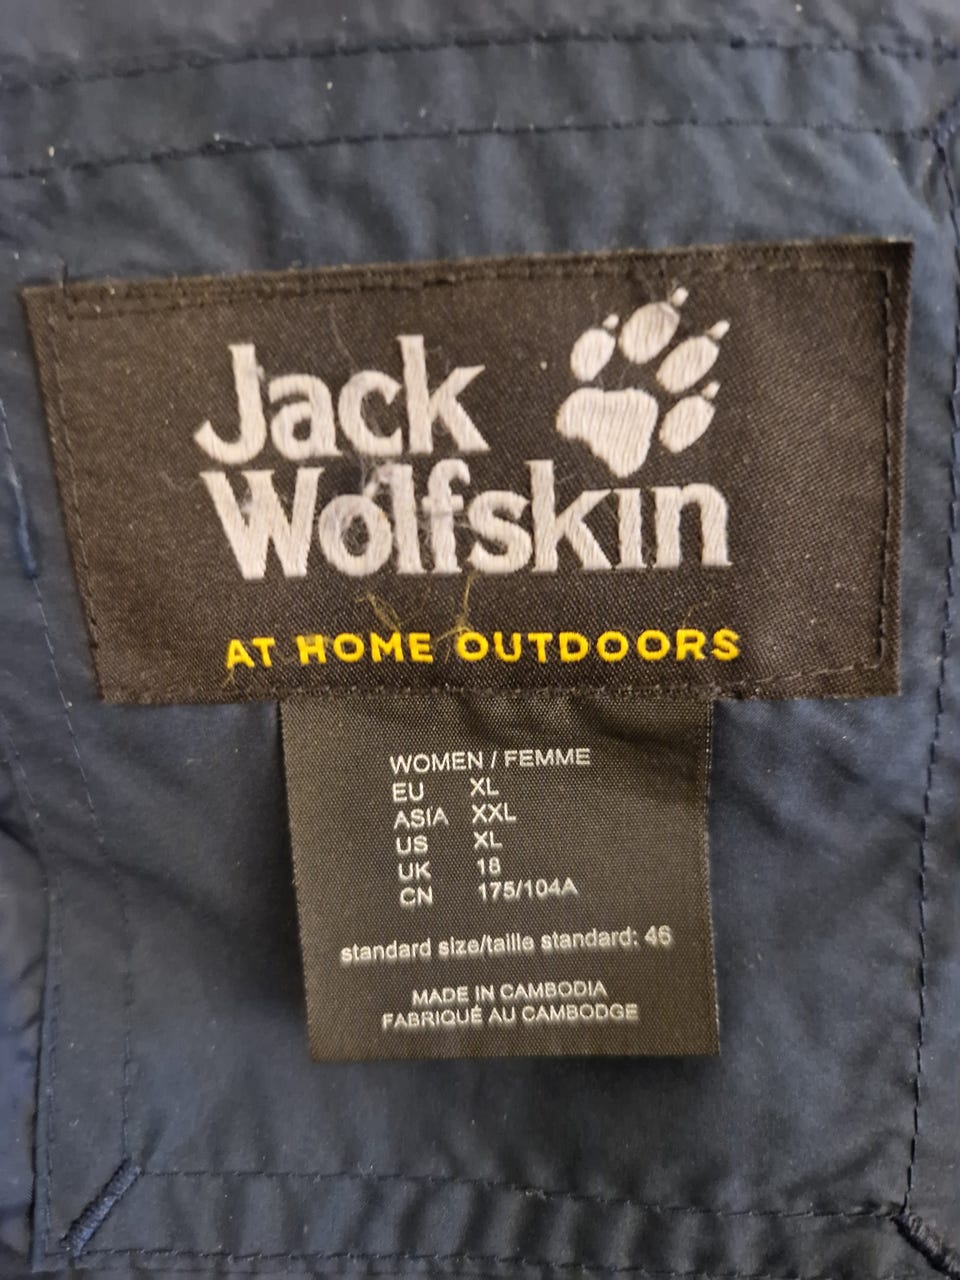 Jack
Wolfskin
AT HOME OUTDOORS
WOMEN / FEMME
EU XL
ASIA XXL
US XL
UK 18
CN 175/104A
standard size/taille standard: 46
MADE IN CAMBODIA
FABRIQUÉ AU CAMBODGE